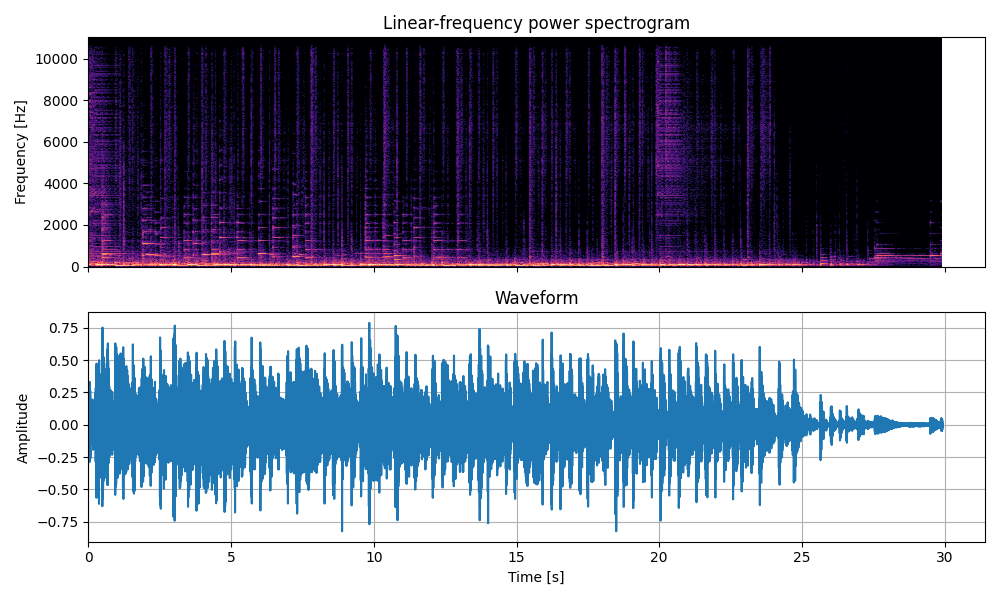 Linear-frequency power spectrogram
Frequency [Hz]
10000
8000
6000
4000
2000
0
Waveform
Amplitude
0.75
0.50
0.25
0.00
−0.25
−0.50
−0.75
0 5 10 15 20 25 30
Time [s]